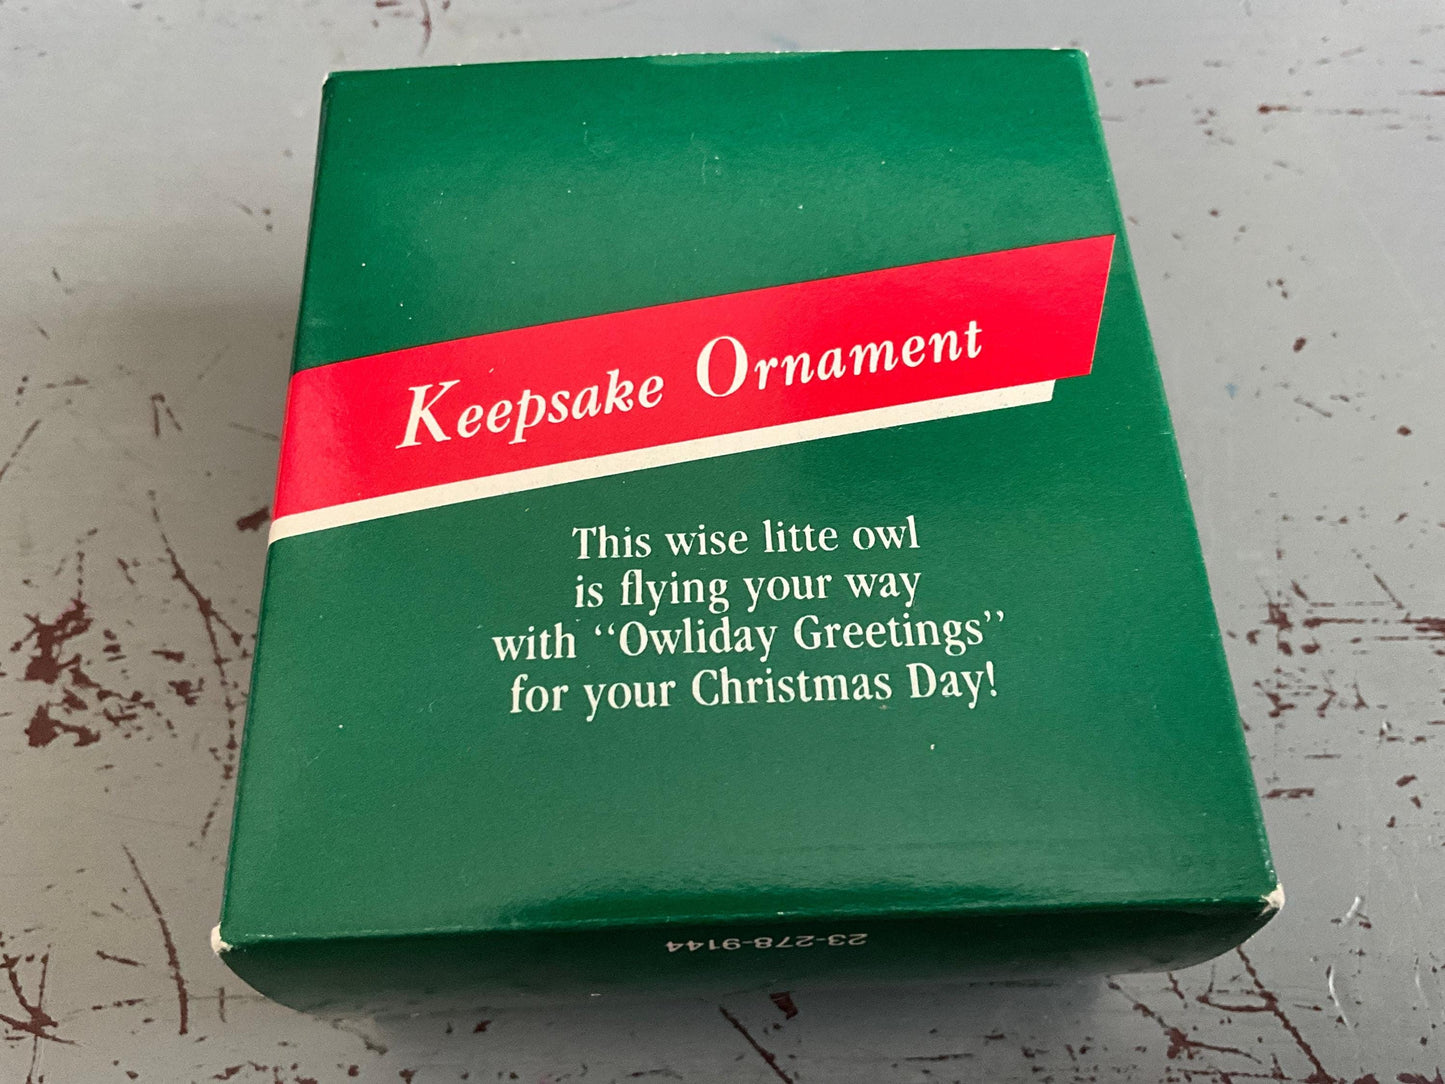 Keepsake Ornament
This wise litte owl
is flying your way
with “Owliday Greetings”
for your Christmas Day!
23-278-9144